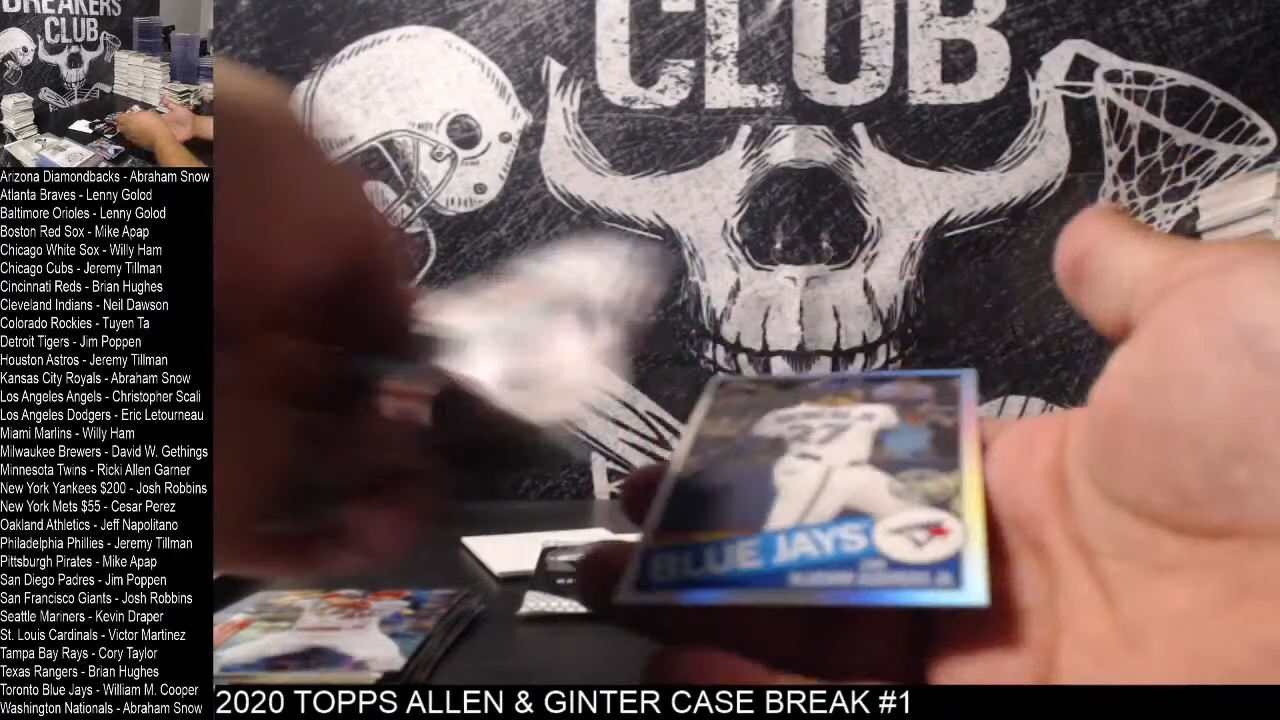 BREAKERS
CLUB
CLUB
Arizona Diamondbacks - Abraham Snow
Atlanta Braves - Lenny Golod
Baltimore Orioles - Lenny Golod
Boston Red Sox - Mike Apap
Chicago White Sox - Willy Ham
Chicago Cubs - Jeremy Tillman
Cincinnati Reds - Brian Hughes
Cleveland Indians - Neil Dawson
Colorado Rockies - Tuyen Ta
Detroit Tigers - Jim Poppen
Houston Astros - Jeremy Tillman
Kansas City Royals - Abraham Snow
Los Angeles Angels - Christopher Scali
Los Angeles Dodgers - Eric Letourneau
Miami Marlins - Willy Ham
Milwaukee Brewers - David W. Gethings
Minnesota Twins - Ricki Allen Garner
New York Yankees $200 - Josh Robbins
New York Mets $55 - Cesar Perez
Oakland Athletics - Jeff Napolitano
Philadelphia Phillies - Jeremy Tillman
Pittsburgh Pirates - Mike Apap
San Diego Padres - Jim Poppen
San Francisco Giants - Josh Robbins
Seattle Mariners - Kevin Draper
St. Louis Cardinals - Victor Martinez
Tampa Bay Rays - Cory Taylor
Texas Rangers - Brian Hughes
Toronto Blue Jays - William M. Cooper
Washington Nationals - Abraham Snow
27
BLUE JAYS
2020 TOPPS ALLEN & GINTER CASE BREAK #1